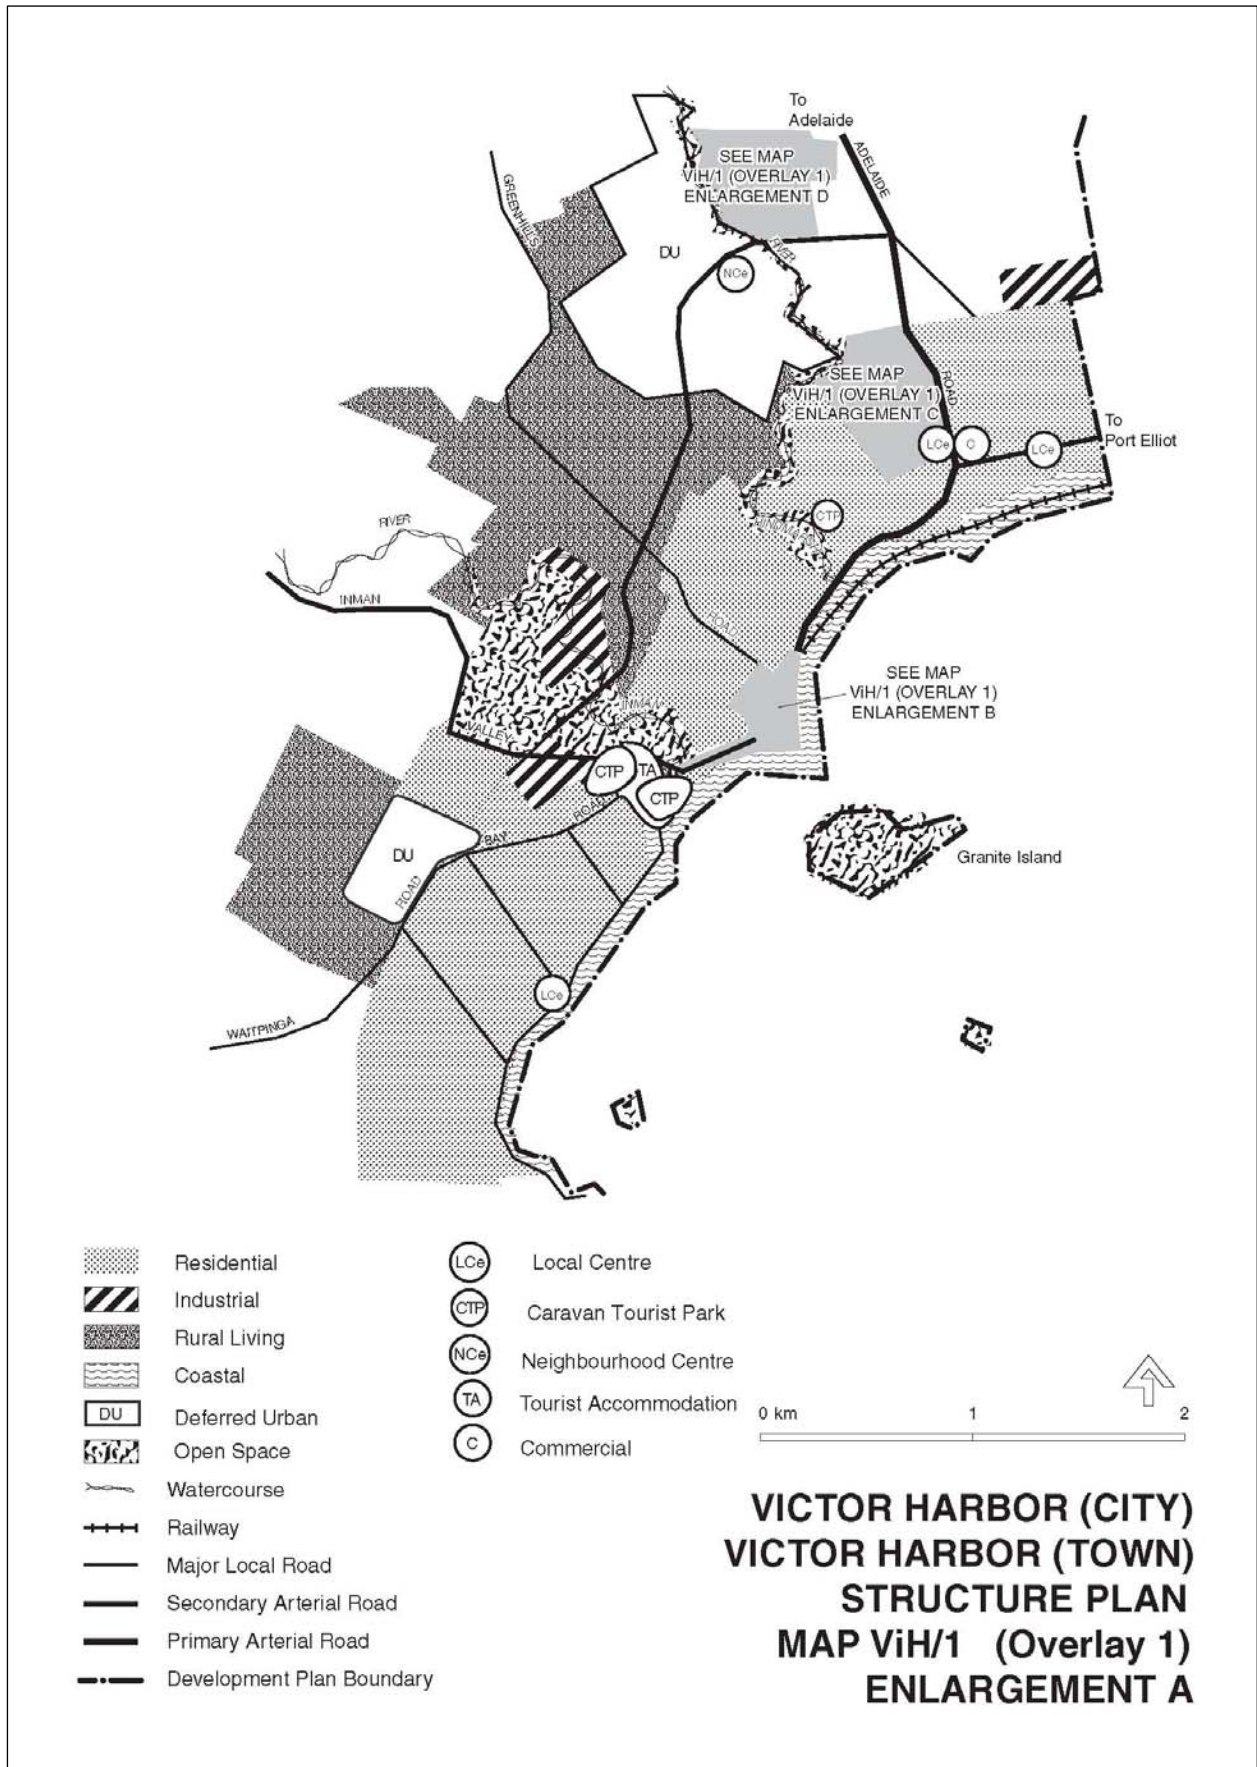 To
Adelaide
ADELAIDE
SEE MAP
ViH/1 (OVERLAY 1)
ENLARGEMENT D
GREENHILLS
DU
RIVER
NCe
SEE MAP
ViH/1 (OVERLAY 1)
ENLARGEMENT C
ROAD
To
Port Elliot
LCe
C
LCe
CTP
RIVER
INMAN
SEE MAP
ViH/1 (OVERLAY 1)
ENLARGEMENT B
INMAN
VALLEY
CTP
TA
CTP
ROAD
BAY
DU
ROAD
Granite Island
LCe
WAITPINGA
Residential
Industrial
Rural Living
Coastal
DU
Deferred Urban
Open Space
Watercourse
Railway
Major Local Road
Secondary Arterial Road
Primary Arterial Road
Development Plan Boundary
LCe
Local Centre
CTP
Caravan Tourist Park
NCe
Neighbourhood Centre
TA
Tourist Accommodation
C
Commercial
0 km 1 2
VICTOR HARBOR (CITY)
VICTOR HARBOR (TOWN)
STRUCTURE PLAN
MAP ViH/1 (Overlay 1)
ENLARGEMENT A